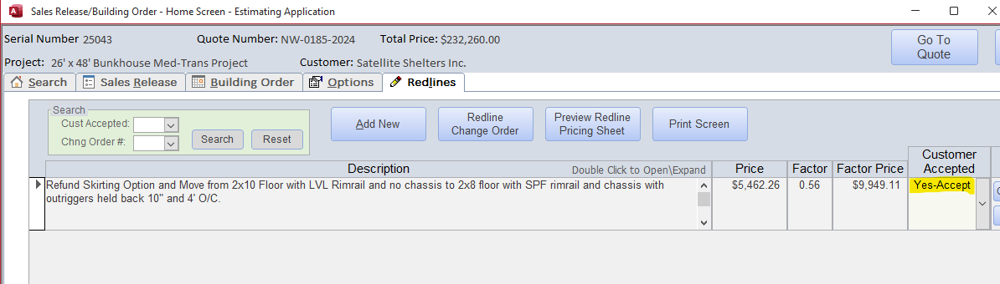 Sales Release/Building Order - Home Screen - Estimating Application
Serial Number 25043 Quote Number: NW-0185-2024 Total Price: $232,260.00
Go To
Quote
Project: 26' x 48' Bunkhouse Med-Trans Project Customer: Satellite Shelters Inc.
Search Sales Release Building Order Options Redlines
Search
Cust Accepted:
Chng Order #:
Search Reset
Add New
Redline
Change Order
Preview Redline
Pricing Sheet
Print Screen
Description Double Click to Open\Expand Price Factor Factor Price Customer
Accepted
Refund Skirting Option and Move from 2x10 Floor with LVL Rimrail and no chassis to 2x8 floor with SPF rimrail and chassis with $5,462.26 0.56 $9,949.11 Yes-Accept
outriggers held back 10" and 4' O/C.